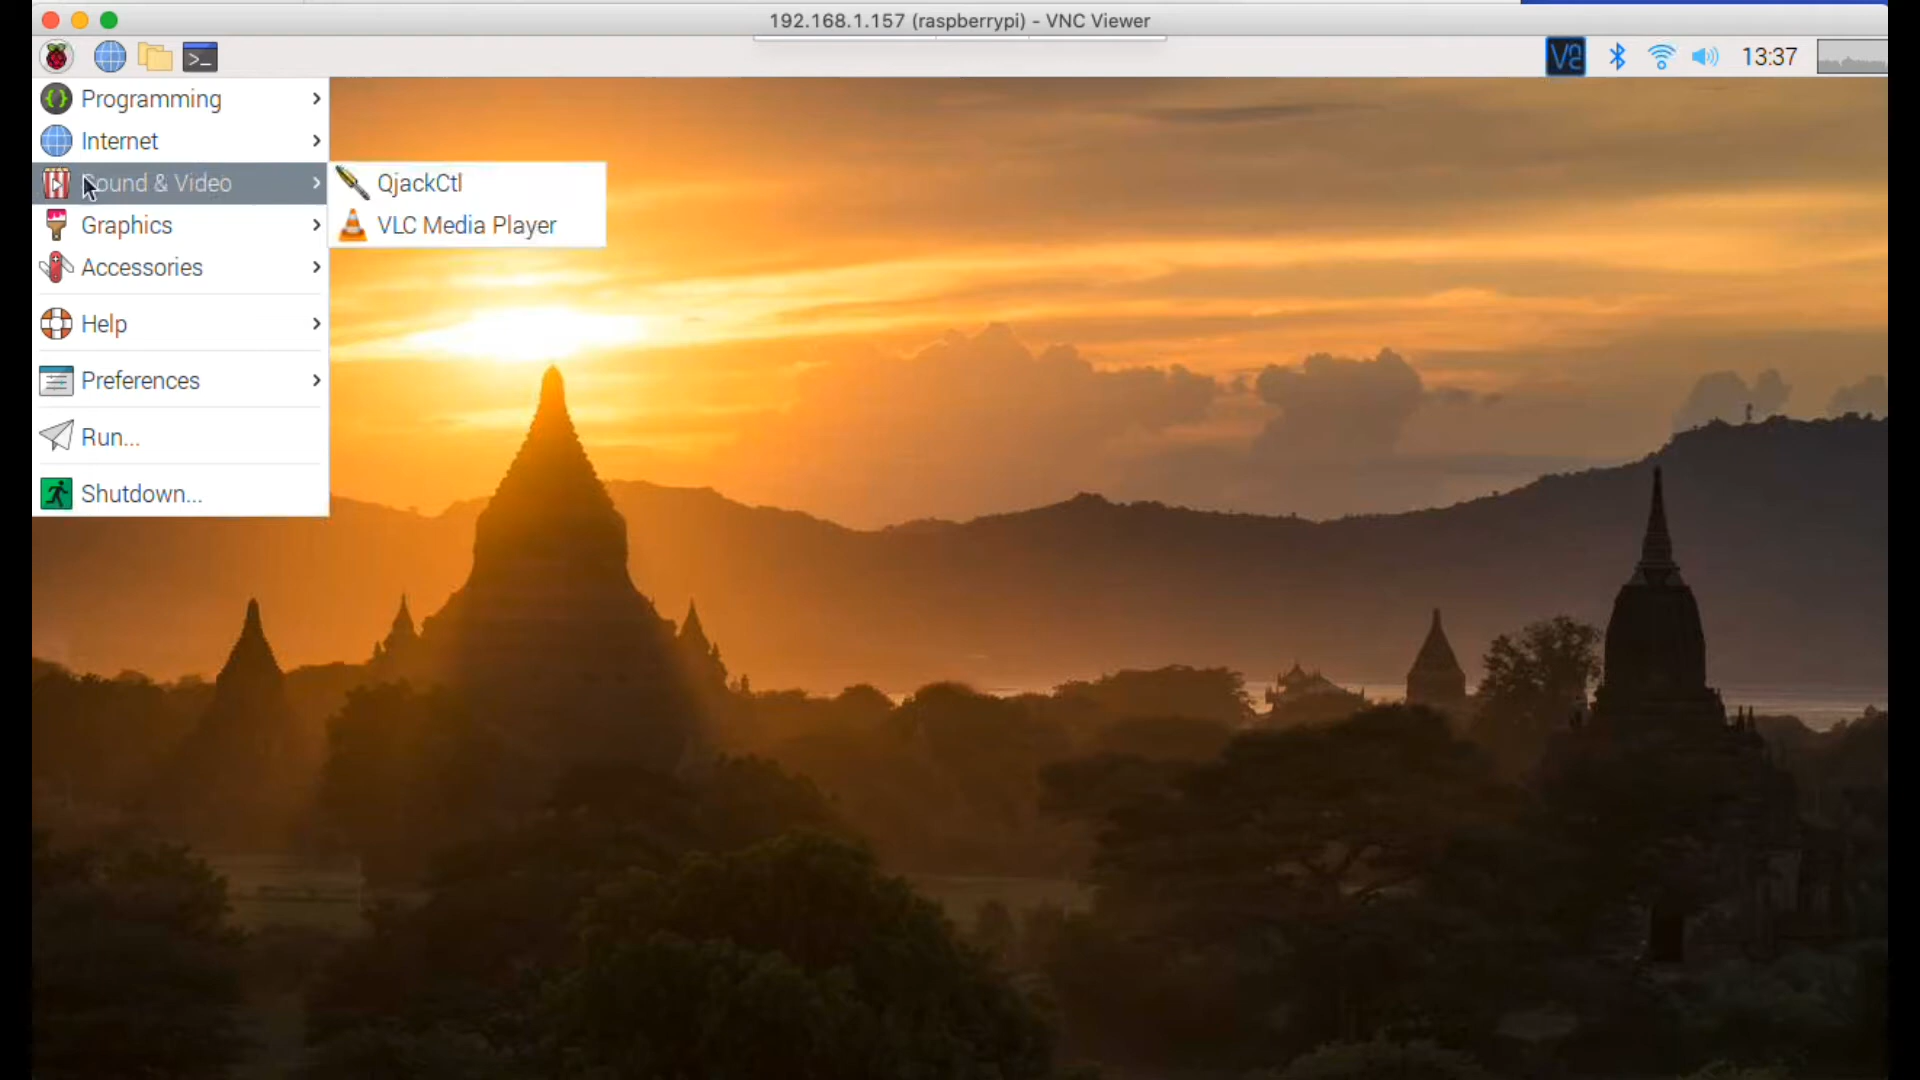 192.168.1.157 (raspberrypi) - VNC Viewer
13:37
Programming
Internet
Sound & Video
QjackCtl
Graphics
VLC Media Player
Accessories
Help
Preferences
Run...
Shutdown...